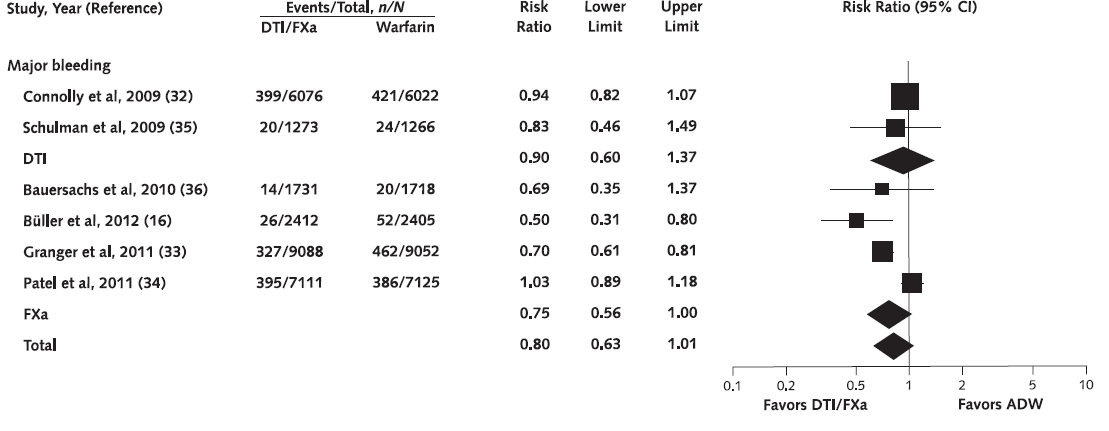 Study, Year (Reference) Events/Total, n/N Risk Lower Upper Risk Ratio (95% CI)
DTI/FXa Warfarin Ratio Limit Limit
Major bleeding
Connolly et al, 2009 (32) 399/6076 421/6022 0.94 0.82 1.07
Schulman et al, 2009 (35) 20/1273 24/1266 0.83 0.46 1.49
DTI 0.90 0.60 1.37
Bauersachs et al, 2010 (36) 14/1731 20/1718 0.69 0.35 1.37
Büller et al, 2012 (16) 26/2412 52/2405 0.50 0.31 0.80
Granger et al, 2011 (33) 327/9088 462/9052 0.70 0.61 0.81
Patel et al, 2011 (34) 395/7111 386/7125 1.03 0.89 1.18
FXa 0.75 0.56 1.00
Total 0.80 0.63 1.01
0.1 0.2 0.5 1 2 5 10
Favors DTI/FXa Favors ADW